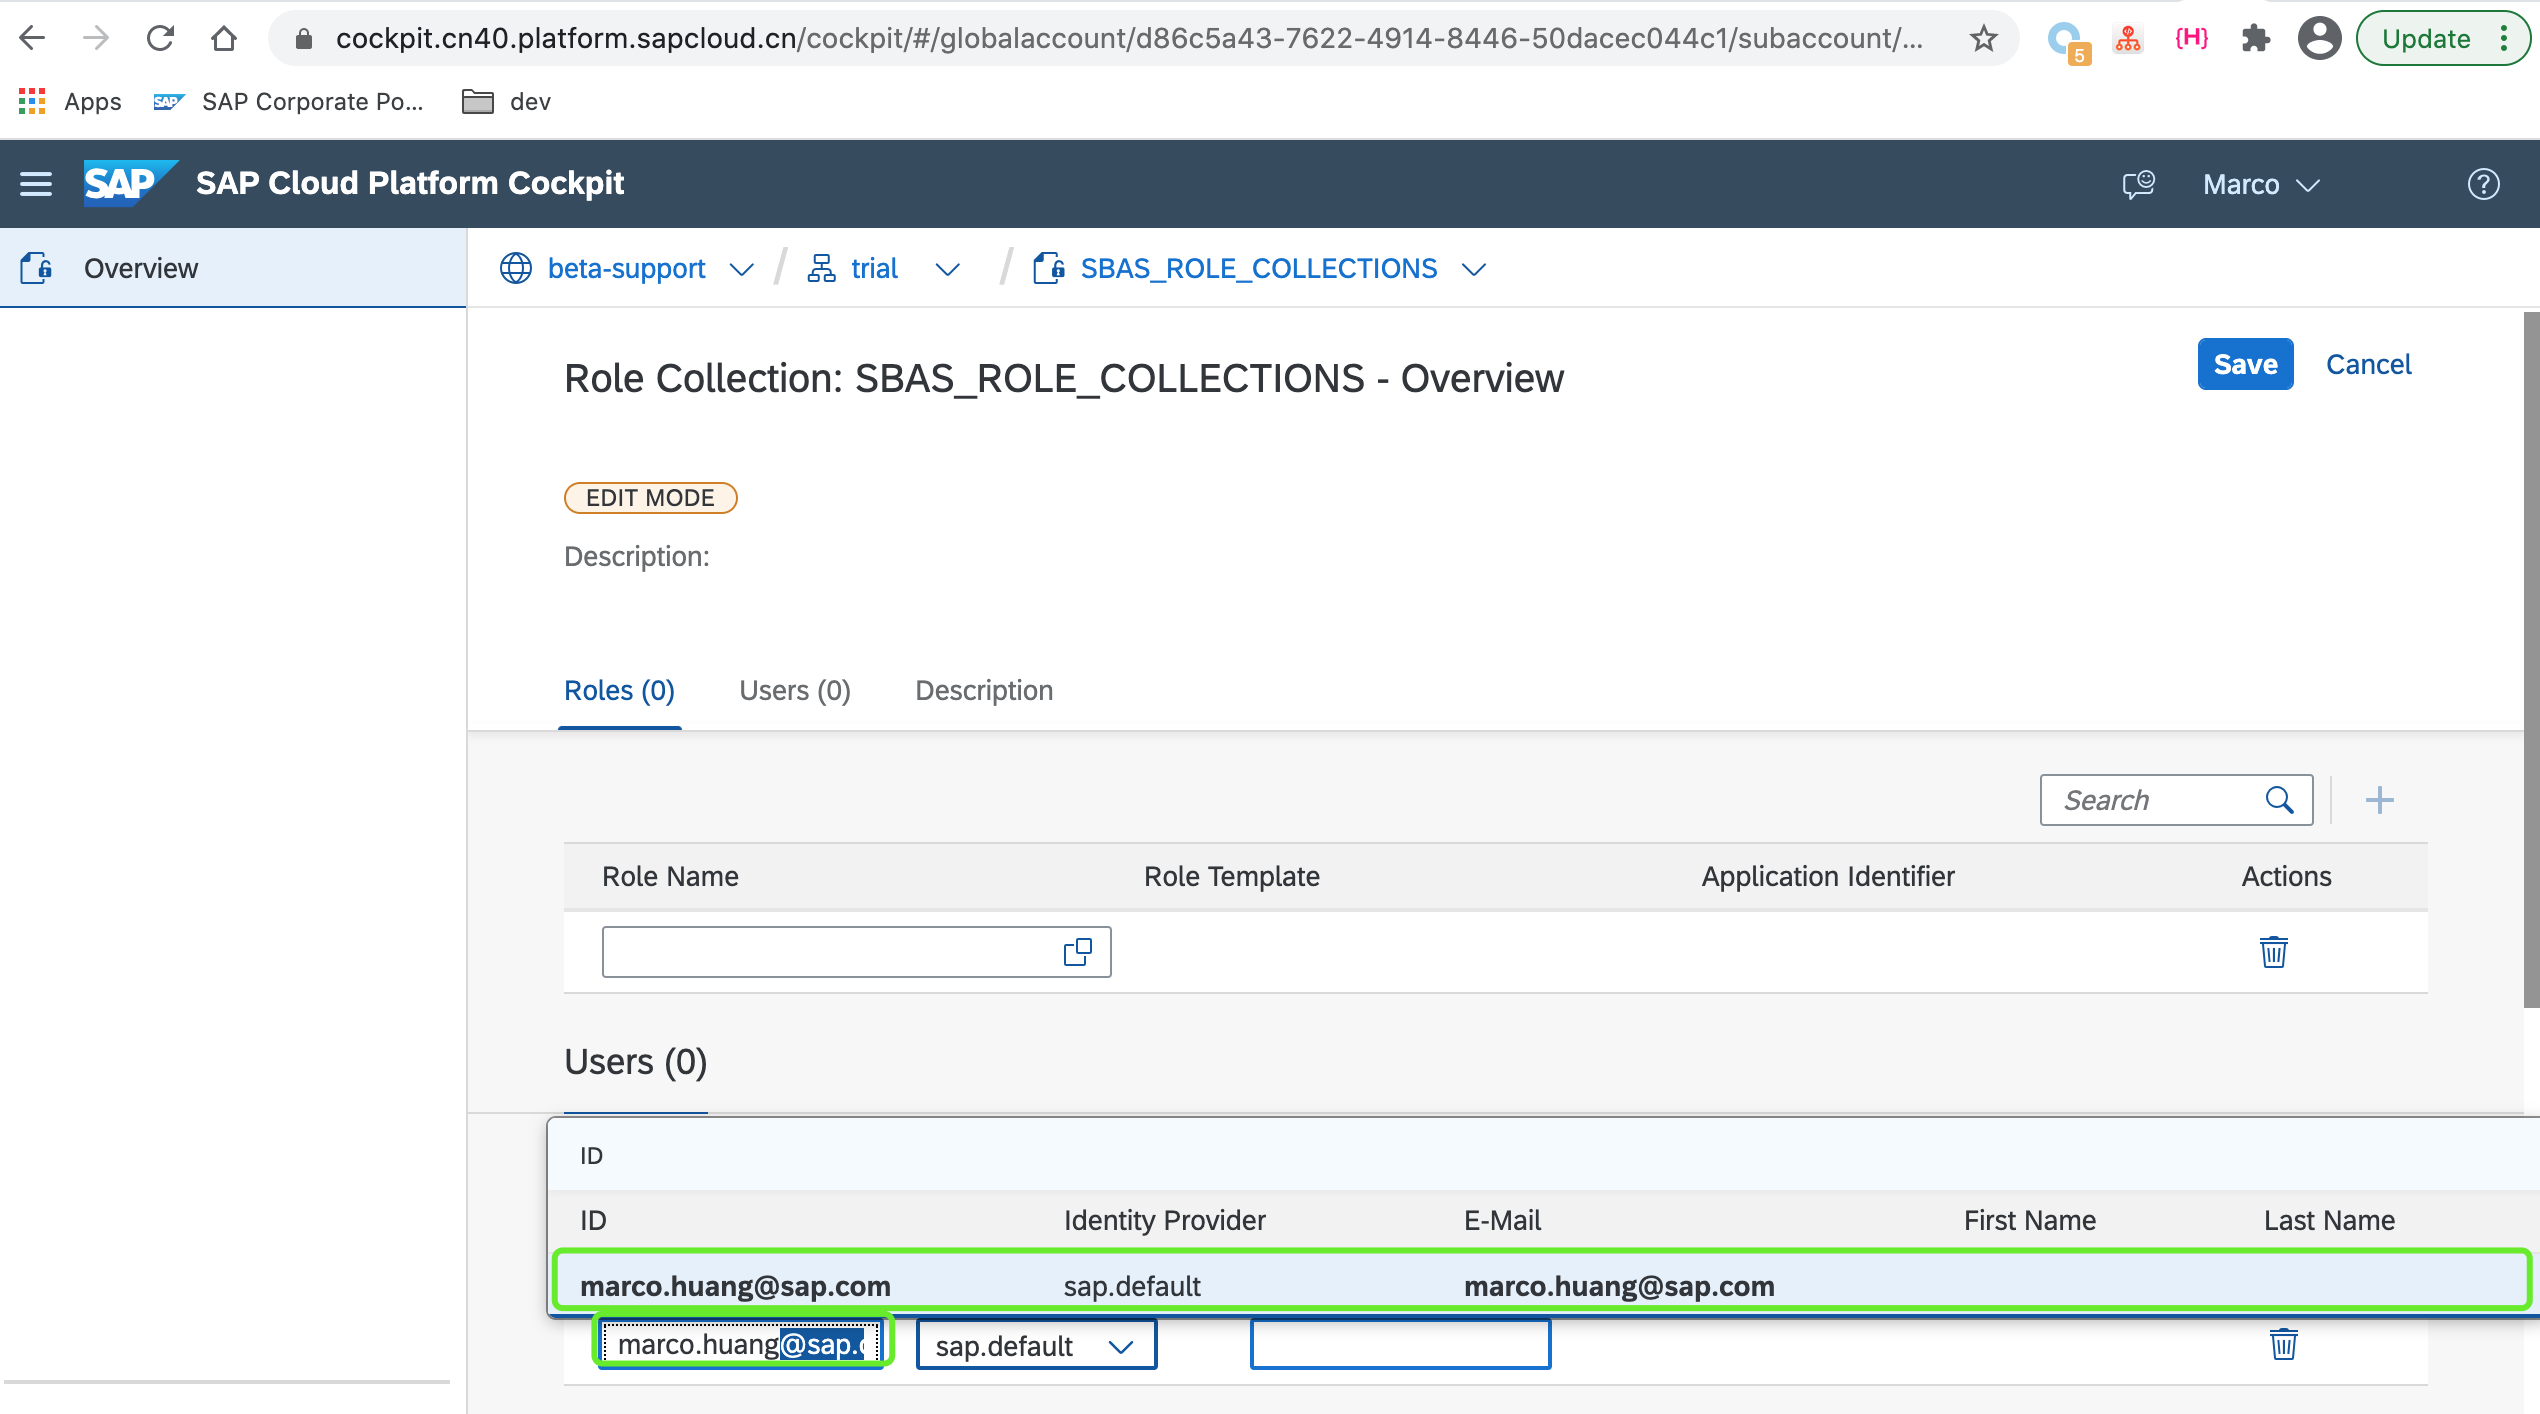 cockpit.cn40.platform.sapcloud.cn/cockpit/#/globalaccount/d86c5a43-7622-4914-8446-50dacec044c1/subaccount/...
5
{H}
Update
Apps
SAP
SAP Corporate Po...
dev
SAP
SAP Cloud Platform Cockpit
Marco
?
Overview
beta-support / trial / SBAS_ROLE_COLLECTIONS
Role Collection: SBAS_ROLE_COLLECTIONS - Overview
Save
Cancel
EDIT MODE
Description:
Roles (0)
Users (0)
Description
Search
Role Name
Role Template
Application Identifier
Actions
Users (0)
ID
ID
Identity Provider
E-Mail
First Name
Last Name
marco.huang@sap.com
sap.default
marco.huang@sap.com
marco.huang@sap.
sap.default